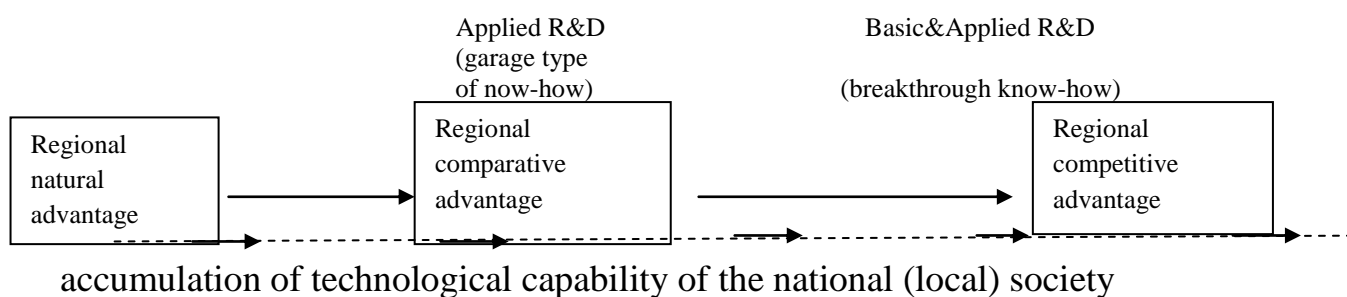 Applied R&D
(garage type
of now-how)
Basic&Applied R&D
(breakthrough know-how)
Regional
natural
advantage
Regional
comparative
advantage
Regional
competitive
advantage
accumulation of technological capability of the national (local) society